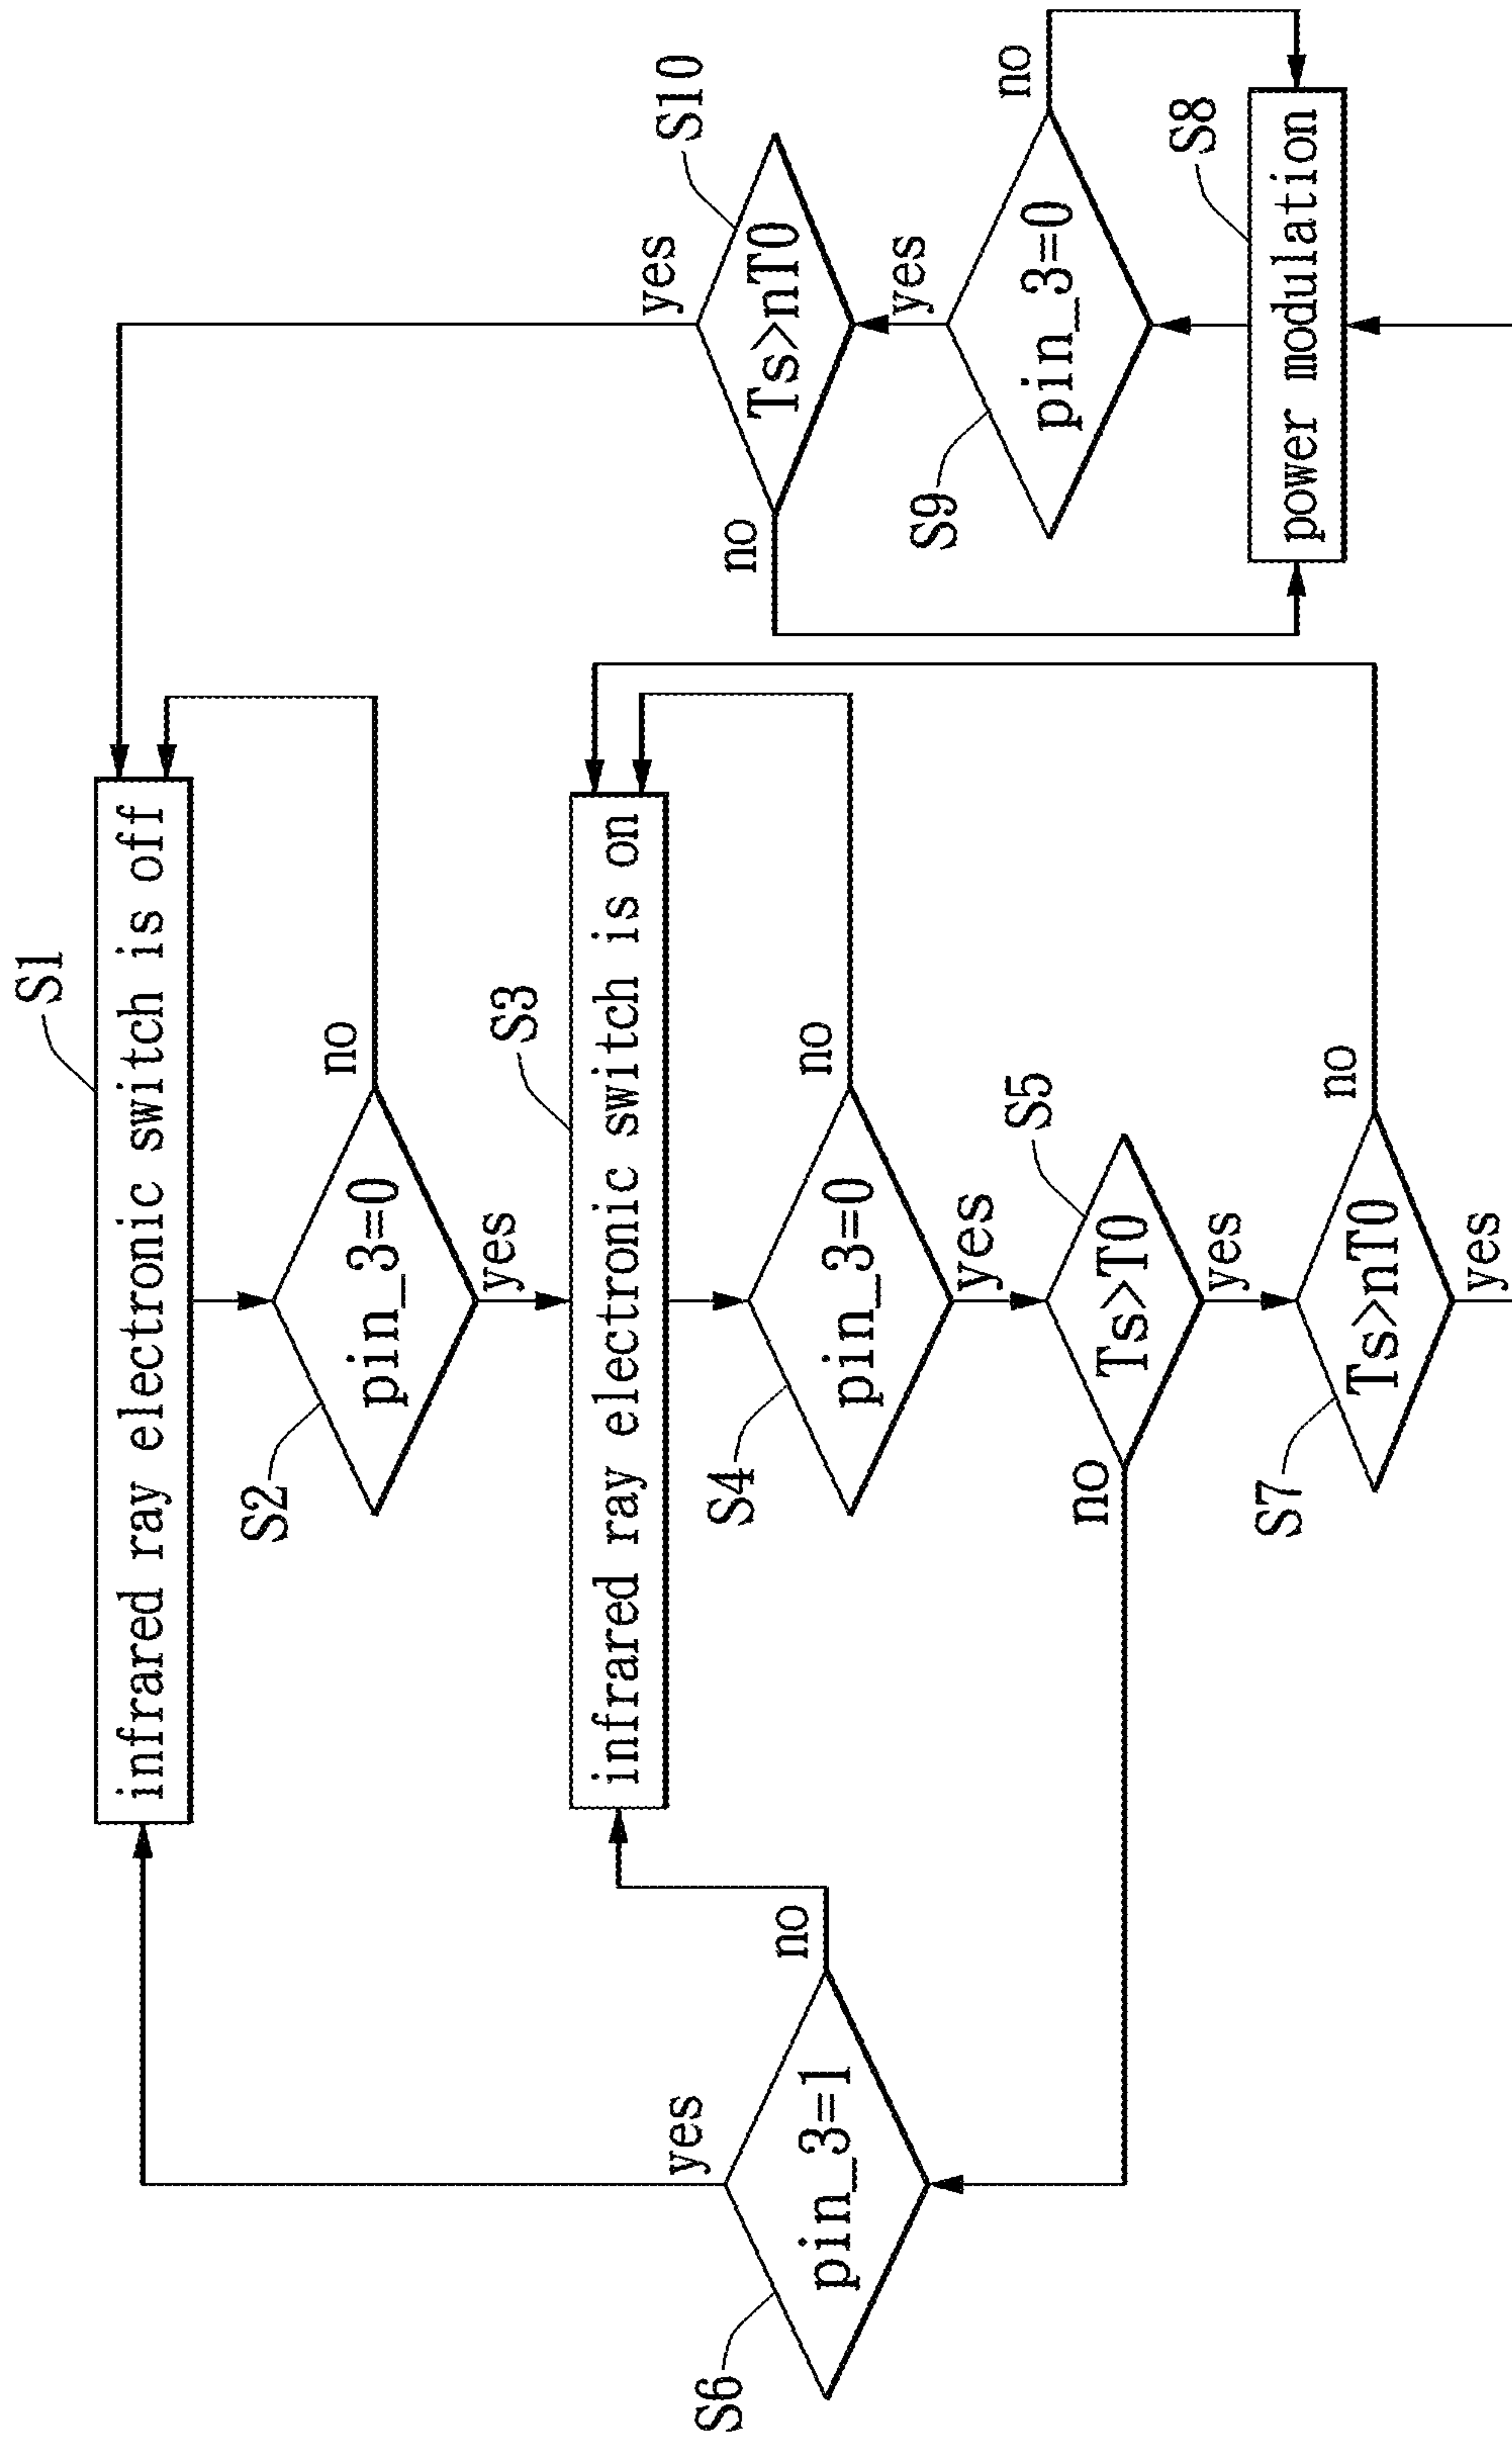 S1
infrared ray electronic switch is off
S2
pin_3=0
no
yes
S3
infrared ray electronic switch is on
S4
pin_3=0
no
yes
S5
Ts>T0
no
yes
S6
pin_3=1
yes
no
S7
Ts>nT0
no
yes
S8
power modulation
S9
pin_3=0
no
yes
S10
Ts>nT0
yes
no